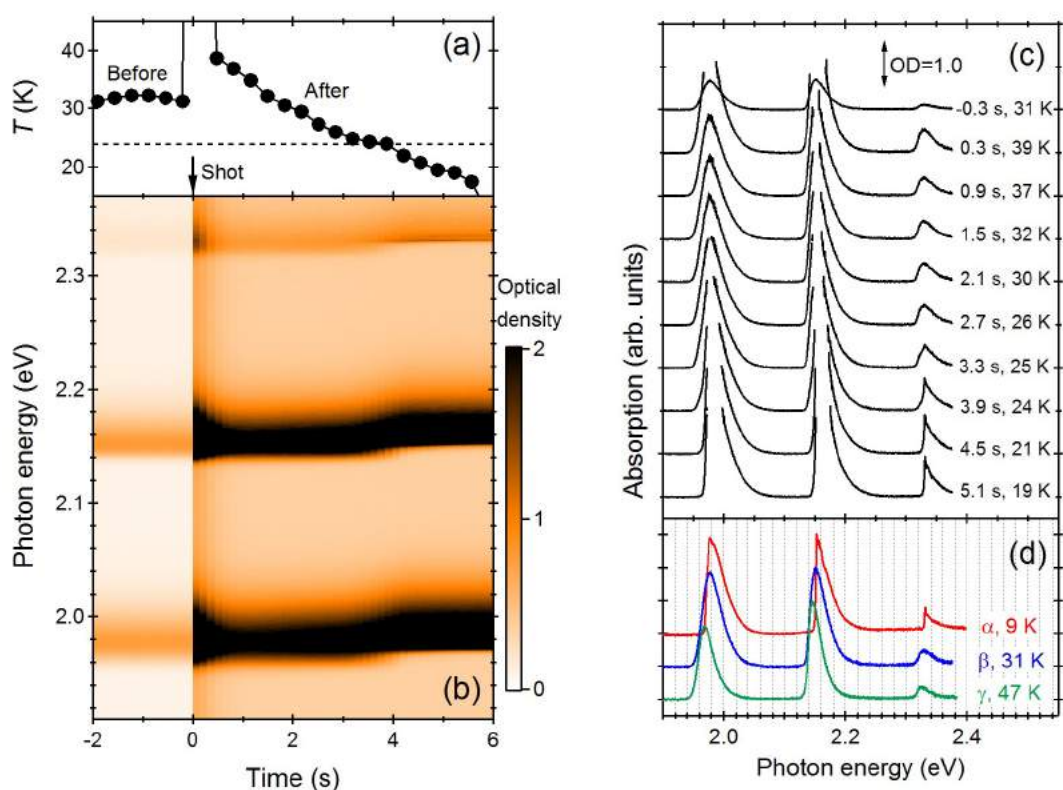 (a)
40
30
20
T (K)
Before
After
Shot
2.3
2.2
2.1
2.0
Photon energy (eV)
(b)
-2
0
2
4
6
Time (s)
Optical
density
2
1
0
(c)
OD=1.0
-0.3 s, 31 K
0.3 s, 39 K
0.9 s, 37 K
1.5 s, 32 K
2.1 s, 30 K
2.7 s, 26 K
3.3 s, 25 K
3.9 s, 24 K
4.5 s, 21 K
5.1 s, 19 K
Absorption (arb. units)
(d)
α, 9 K
β, 31 K
γ, 47 K
2.0
2.2
2.4
Photon energy (eV)